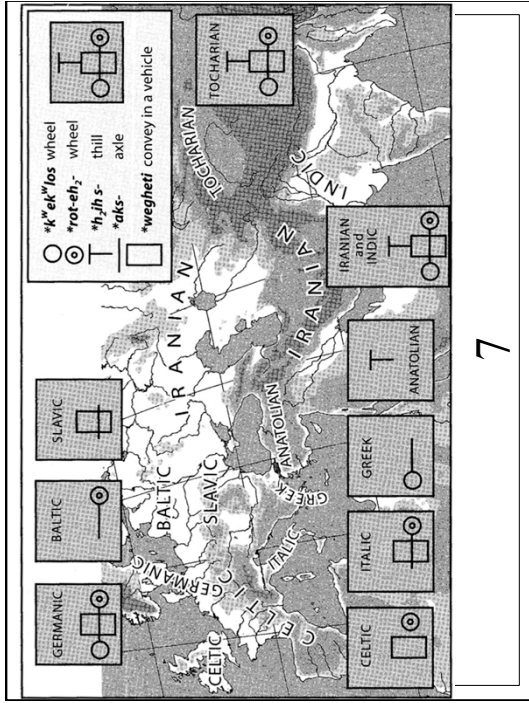 *kʷekʷlos wheel
*rot-eh₂- wheel
*h₂ih s- thill
*aks- axle
*wegheti convey in a vehicle
GERMANIC
BALTIC
SLAVIC
TOCHARIAN
CELTIC
GERMANIC
BALTIC
SLAVIC
IRANIAN
TOCHARIAN
CELTIC
ITALIC
GREEK
ANATOLIAN
IRANIAN
INDIC
CELTIC
ITALIC
GREEK
ANATOLIAN
IRANIAN
and
INDIC
7